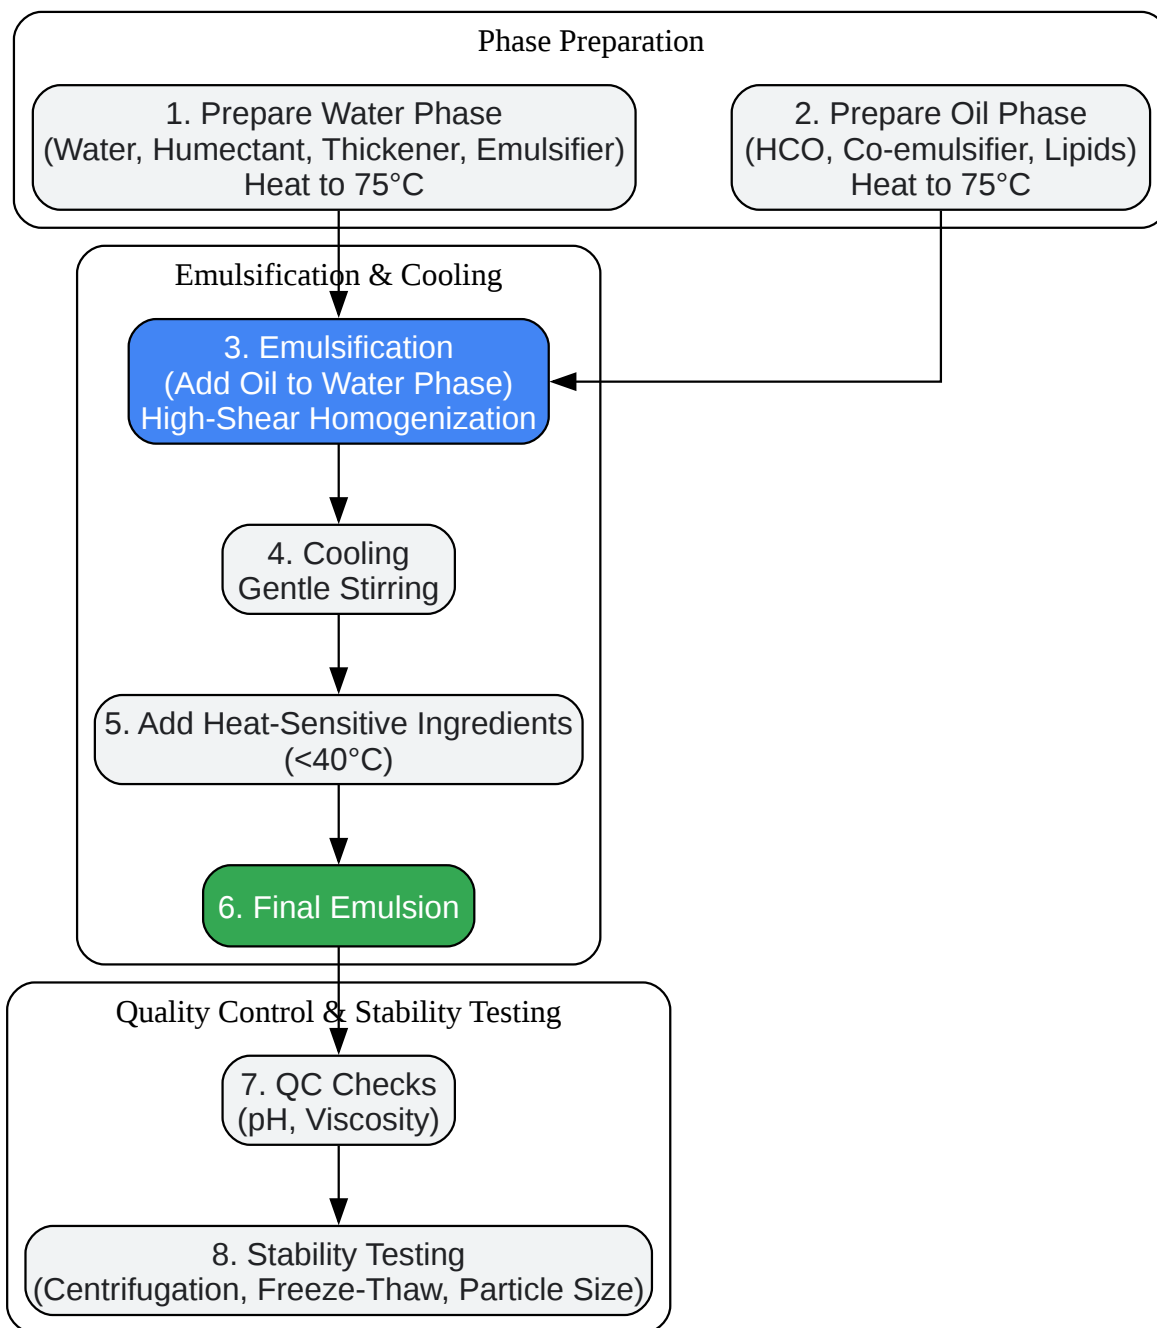 Phase Preparation
1. Prepare Water Phase
(Water, Humectant, Thickener, Emulsifier)
Heat to 75°C
2. Prepare Oil Phase
(HCO, Co-emulsifier, Lipids)
Heat to 75°C
Emulsification & Cooling
3. Emulsification
(Add Oil to Water Phase)
High-Shear Homogenization
4. Cooling
Gentle Stirring
5. Add Heat-Sensitive Ingredients
(<40°C)
6. Final Emulsion
Quality Control & Stability Testing
7. QC Checks
(pH, Viscosity)
8. Stability Testing
(Centrifugation, Freeze-Thaw, Particle Size)